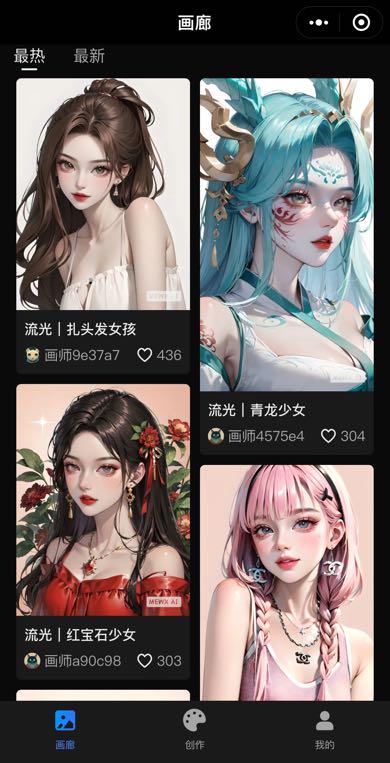 画廊
最热
最新
流光丨扎头发女孩
画师9e37a7
436
流光丨青龙少女
画师4575e4
304
MEWX AI
流光丨红宝石少女
画师a90c98
303
画廊
创作
我的